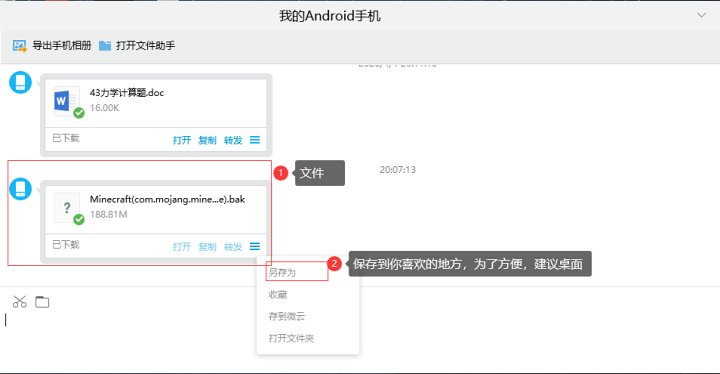 我的Android手机
导出手机相册 打开文件助手
43力学计算题.doc
16.00K
已下载 打开 复制 转发
20:07:13
1 文件
Minecraft(com.mojang.mine...e).bak
188.81M
已下载 打开 复制 转发
另存为
2 保存到你喜欢的地方，为了方便，建议桌面
收藏
存到微云
打开文件夹